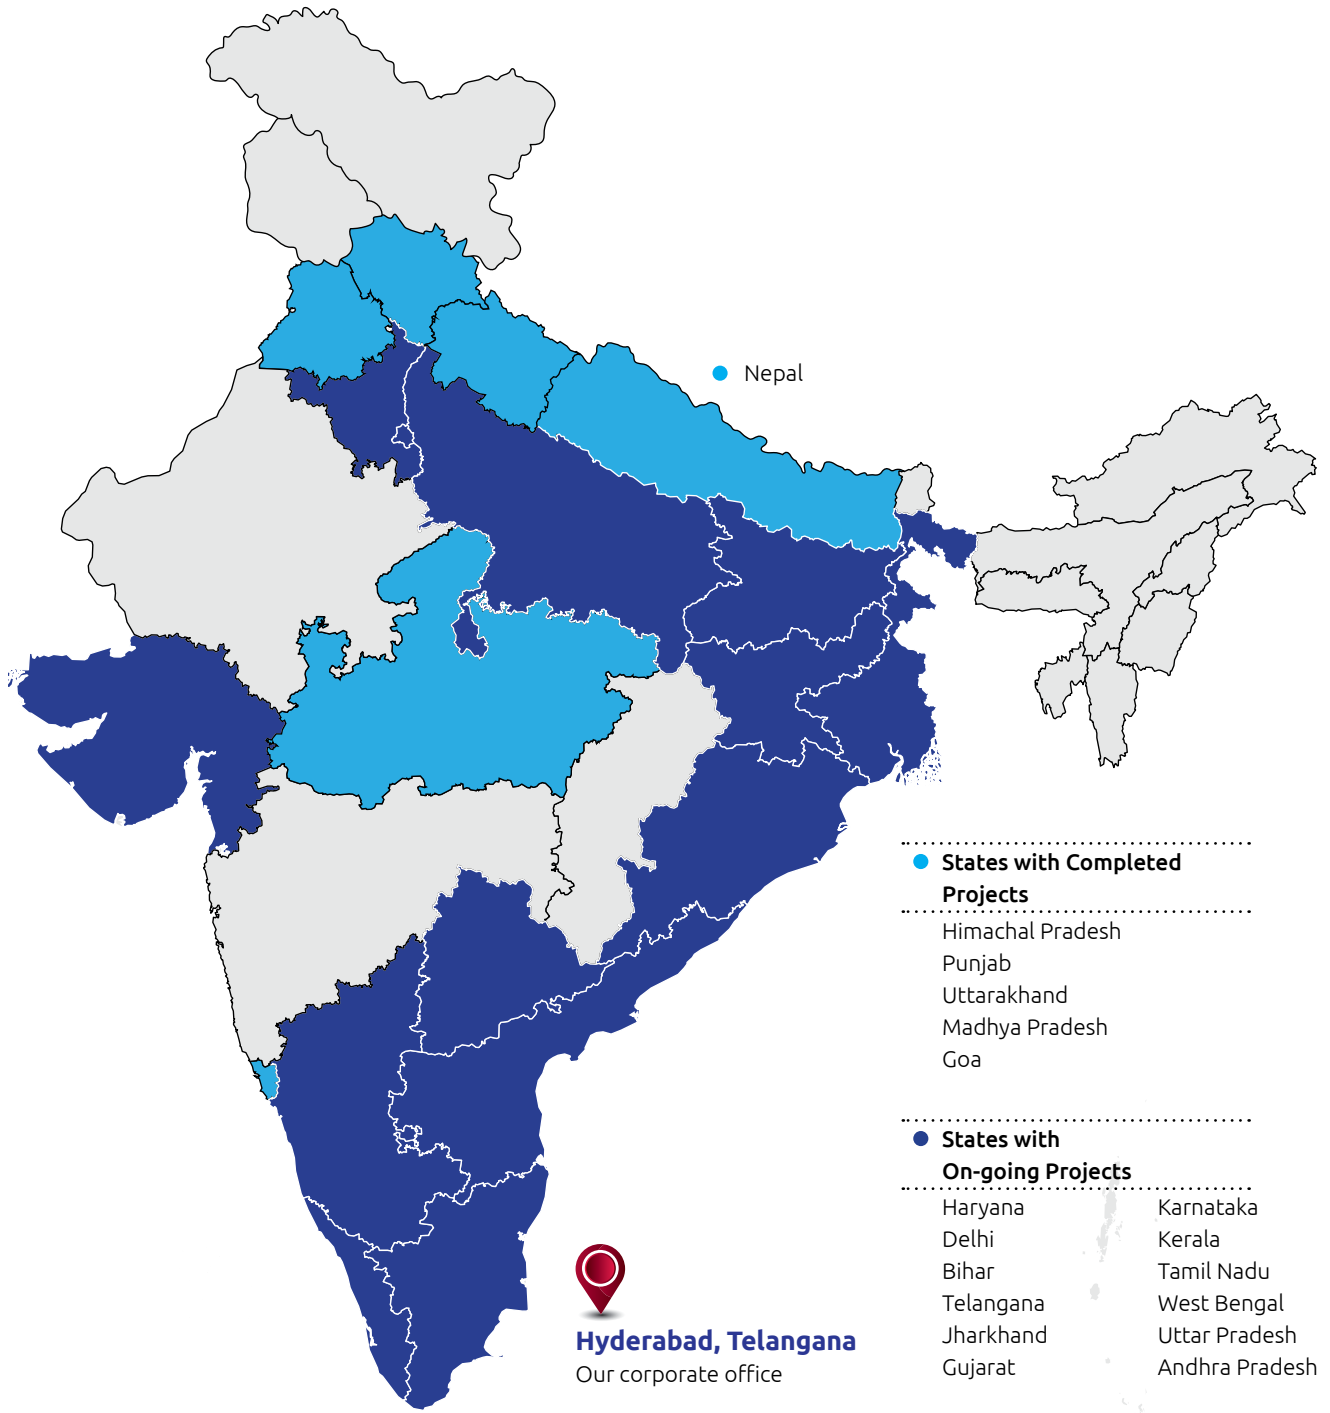 Nepal
States with Completed
Projects
Himachal Pradesh
Punjab
Uttarakhand
Madhya Pradesh
Goa
States with
On-going Projects
Haryana
Delhi
Bihar
Telangana
Jharkhand
Gujarat
Karnataka
Kerala
Tamil Nadu
West Bengal
Uttar Pradesh
Andhra Pradesh
Hyderabad, Telangana
Our corporate office